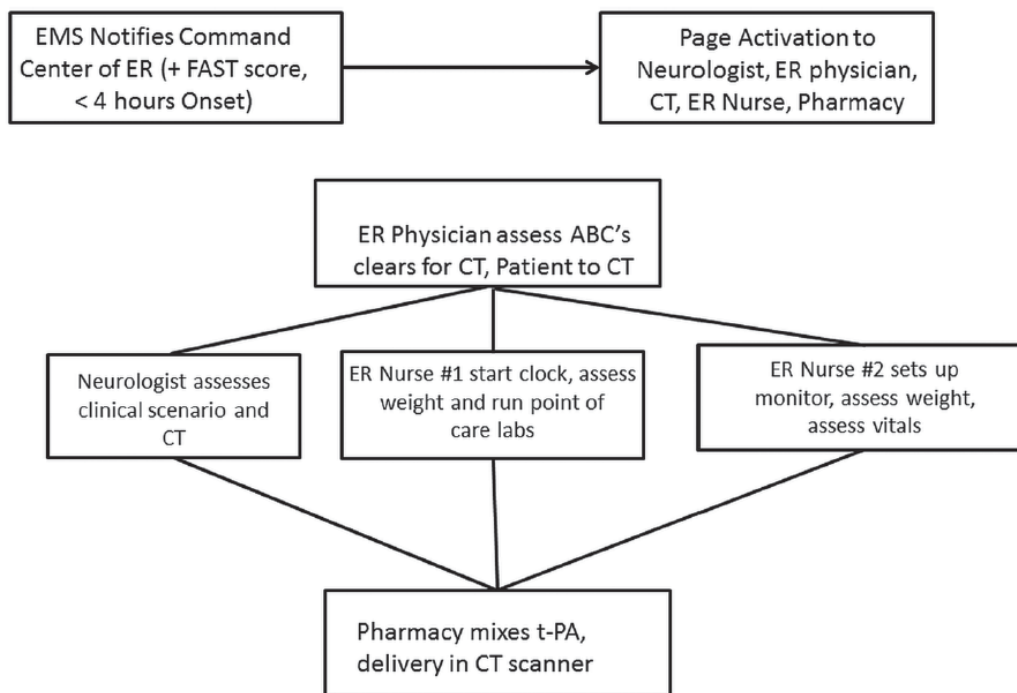 EMS Notifies Command
Center of ER (+ FAST score,
< 4 hours Onset)
Page Activation to
Neurologist, ER physician,
CT, ER Nurse, Pharmacy
ER Physician assess ABC’s
clears for CT, Patient to CT
Neurologist assesses
clinical scenario and
CT
ER Nurse #1 start clock, assess
weight and run point of
care labs
ER Nurse #2 sets up
monitor, assess weight,
assess vitals
Pharmacy mixes t-PA,
delivery in CT scanner